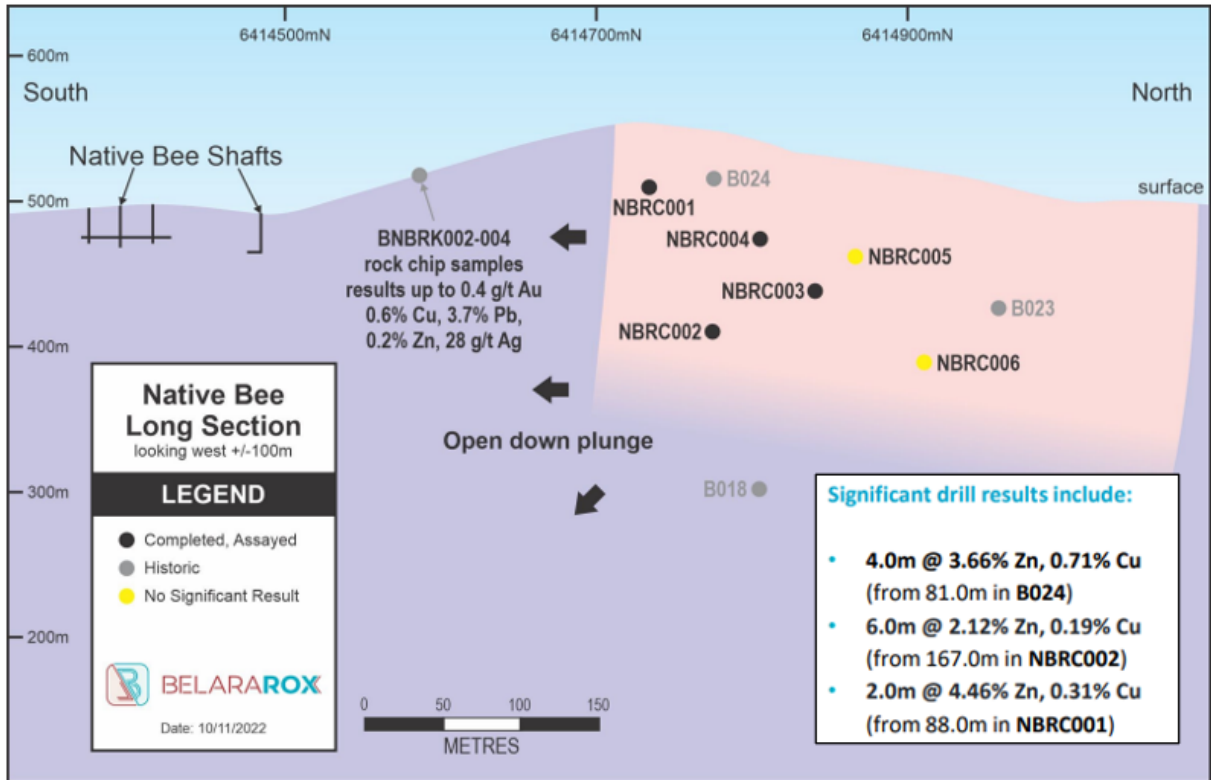 6414500mN 6414700mN 6414900mN
600m
South
North
Native Bee Shafts
B024
surface
500m
NBRC001
BNBRK002-004
rock chip samples
results up to 0.4 g/t Au
0.6% Cu, 3.7% Pb,
0.2% Zn, 28 g/t Ag
NBRC004
NBRC005
NBRC003
B023
NBRC002
400m
NBRC006
Native Bee
Long Section
looking west +/-100m
LEGEND
Completed, Assayed
Historic
No Significant Result
BELARAROX
Date: 10/11/2022
Open down plunge
300m
B018
200m
0 50 100 150
METRES
Significant drill results include:
• 4.0m @ 3.66% Zn, 0.71% Cu
(from 81.0m in B024)
• 6.0m @ 2.12% Zn, 0.19% Cu
(from 167.0m in NBRC002)
• 2.0m @ 4.46% Zn, 0.31% Cu
(from 88.0m in NBRC001)